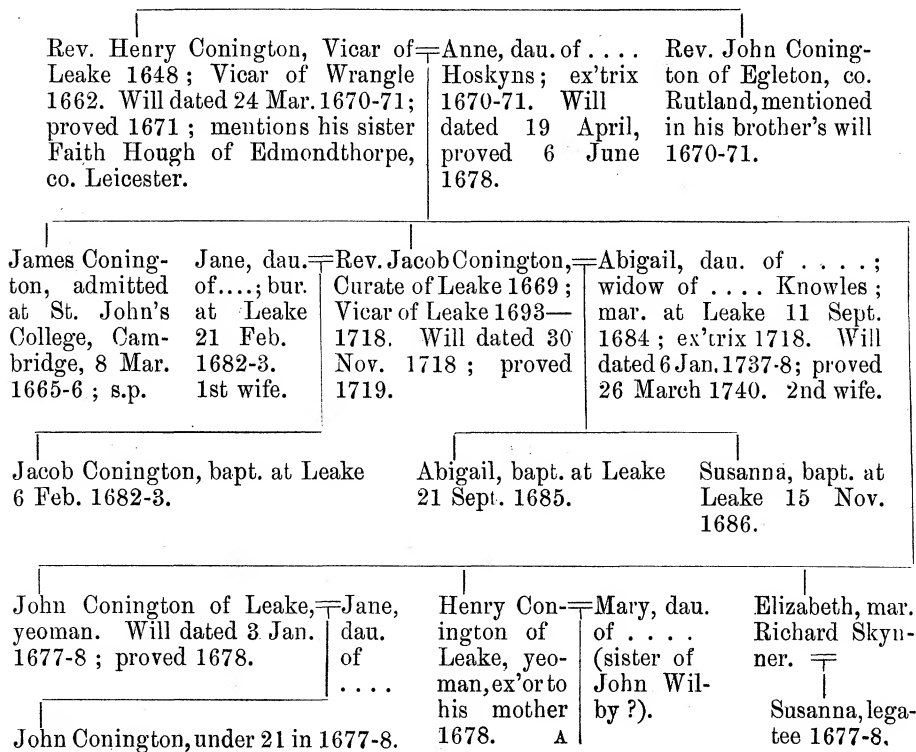 Rev. Henry Conington, Vicar of
Leake 1648 ; Vicar of Wrangle
1662. Will dated 24 Mar. 1670-71;
proved 1671 ; mentions his sister
Faith Hough of Edmondthorpe,
co. Leicester.
Anne, dau. of . . . .
Hoskyns; ex'trix
1670-71. Will
dated 19 April,
proved 6 June
1678.
Rev. John Coning-
ton of Egleton, co.
Rutland, mentioned
in his brother's will
1670-71.
James Coning-
ton, admitted
at St. John's
College, Cam-
bridge, 8 Mar.
1665-6 ; s.p.
Jane, dau.
of....; bur.
at Leake
21 Feb.
1682-3.
1st wife.
Rev. Jacob Conington,
Curate of Leake 1669 ;
Vicar of Leake 1693—
1718. Will dated 30
Nov. 1718 ; proved
1719.
Abigail, dau. of . . . . ;
widow of . . . . Knowles ;
mar. at Leake 11 Sept.
1684 ; ex'trix 1718. Will
dated 6 Jan. 1737-8; proved
26 March 1740. 2nd wife.
Jacob Conington, bapt. at Leake
6 Feb. 1682-3.
Abigail, bapt. at Leake
21 Sept. 1685.
Susanna, bapt. at
Leake 15 Nov.
1686.
John Conington of Leake,
yeoman. Will dated 3 Jan.
1677-8 ; proved 1678.
Jane,
dau.
of
. . . .
Henry Con-
ington of
Leake, yeo-
man, ex'or to
his mother
1678. A
Mary, dau.
of . . . .
(sister of
John Wil-
by ?).
Elizabeth, mar.
Richard Skyn-
ner.
John Conington, under 21 in 1677-8.
Susanna, lega-
tee 1677-8.